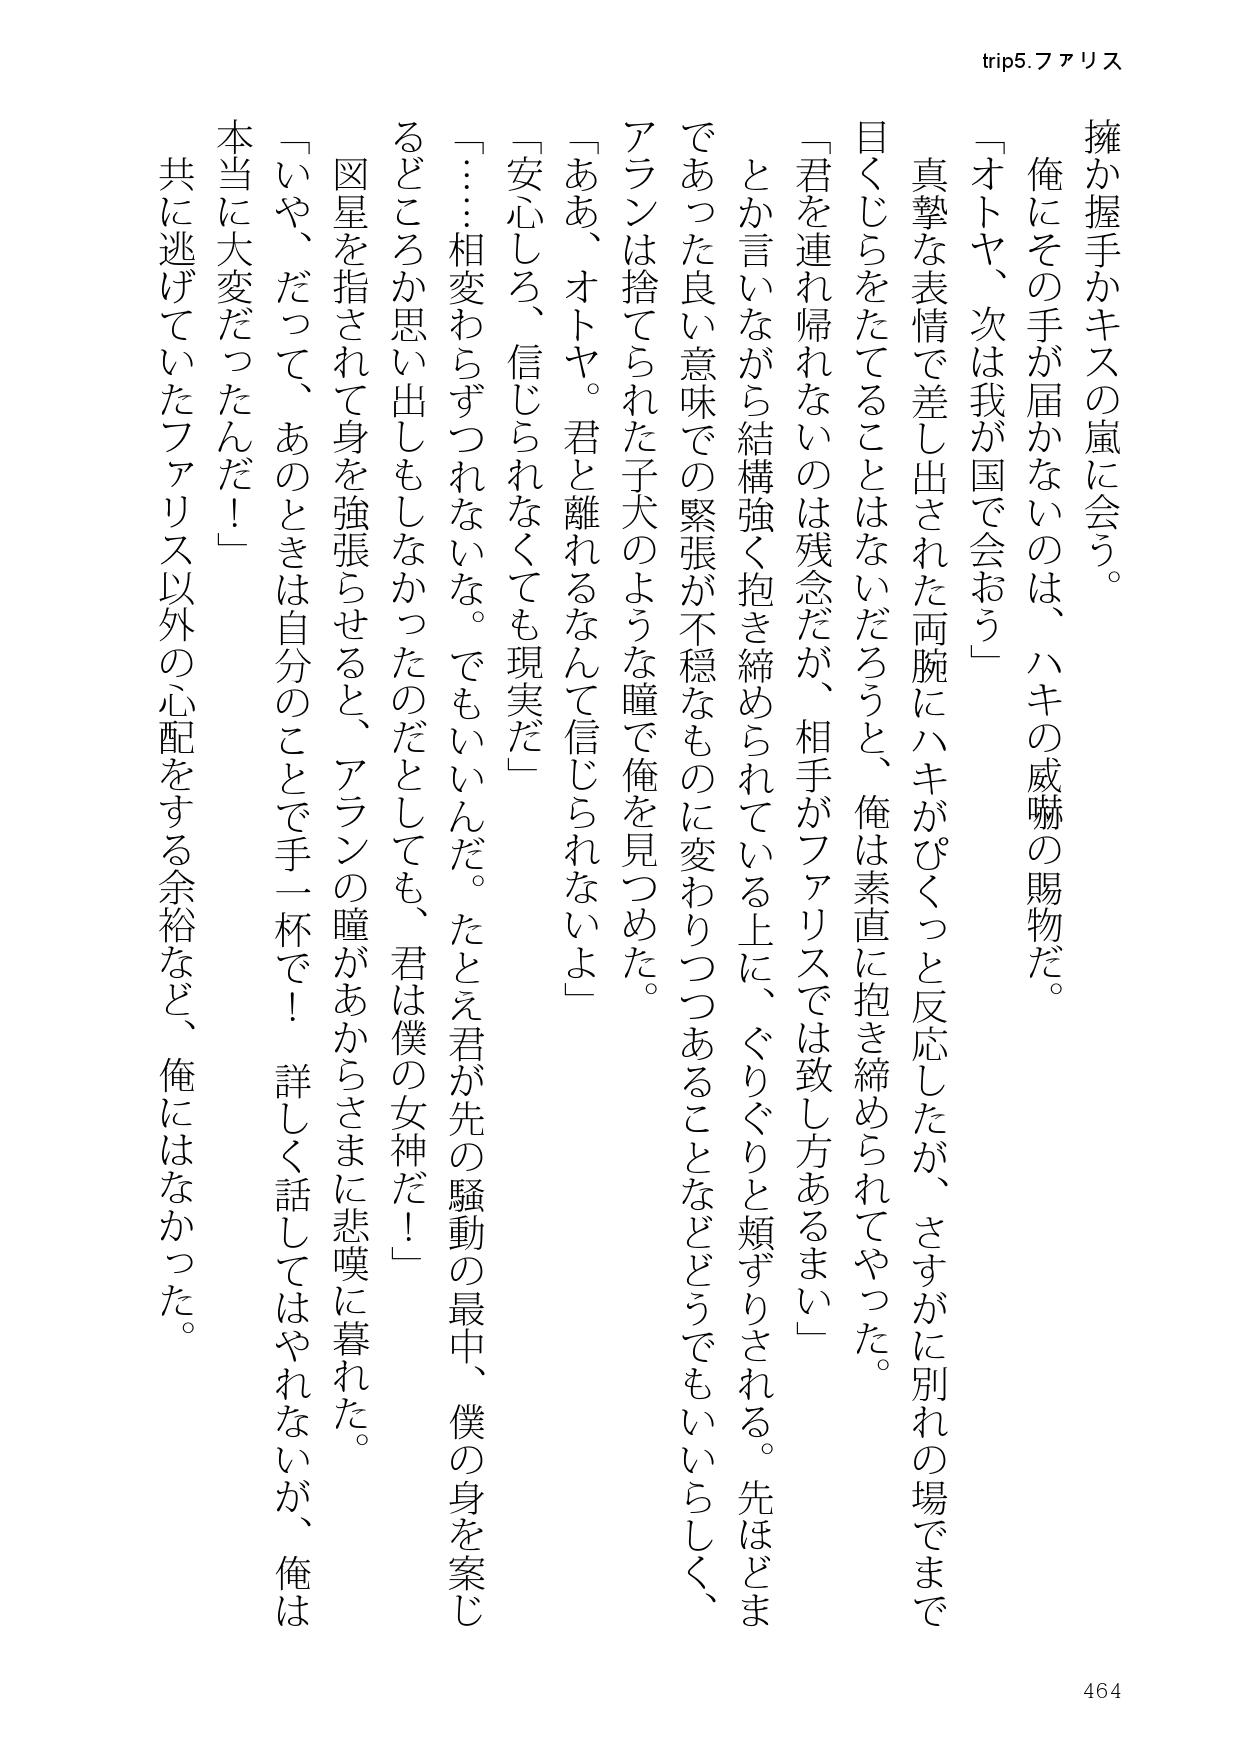 trip5.ファリス
擁か握手かキスの嵐に会う。
　俺にその手が届かないのは、ハキの威嚇の賜物だ。
「オトヤ、次は我が国で会おう」
　真摯な表情で差し出された両腕にハキがぴくっと反応したが、さすがに別れの場でまで
目くじらをたてることはないだろうと、俺は素直に抱き締められてやった。
「君を連れ帰れないのは残念だが、相手がファリスでは致し方あるまい」
　とか言いながら結構強く抱き締められている上に、ぐりぐりと頬ずりされる。先ほどま
であった良い意味での緊張が不穏なものに変わりつつあることなどどうでもいいらしく、
アランは捨てられた子犬のような瞳で俺を見つめた。
「ああ、オトヤ。君と離れるなんて信じられないよ」
「安心しろ、信じられなくても現実だ」
「……相変わらずつれないな。でもいいんだ。たとえ君が先の騒動の最中、僕の身を案じ
るどころか思い出しもしなかったのだとしても、君は僕の女神だ！」
　図星を指されて身を強張らせると、アランの瞳があからさまに悲嘆に暮れた。
「いや、だって、あのときは自分のことで手一杯で！　詳しく話してはやれないが、俺は
本当に大変だったんだ！」
　共に逃げていたファリス以外の心配をする余裕など、俺にはなかった。
464